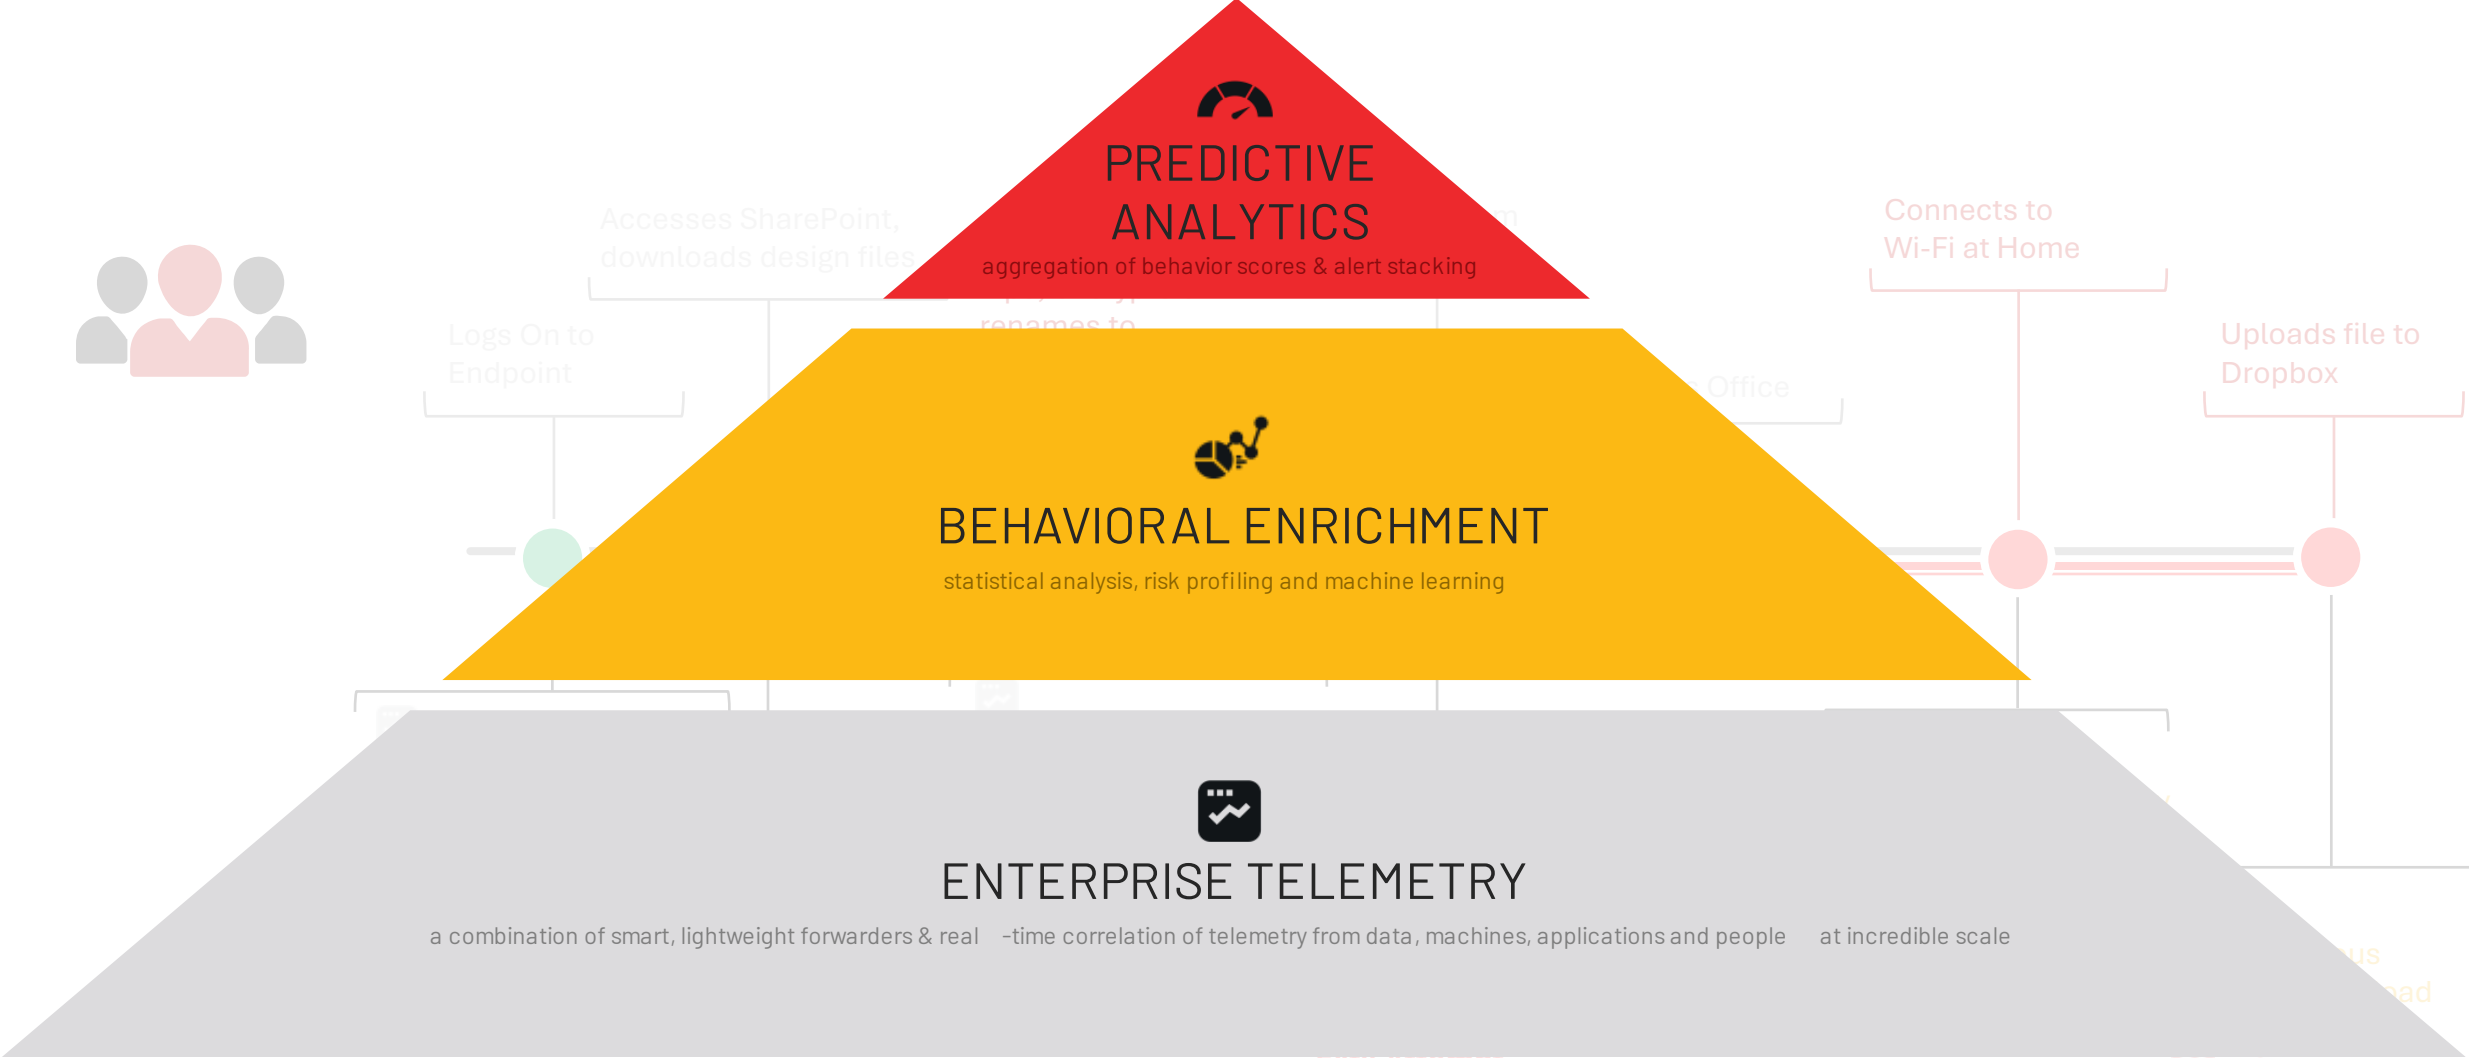 PREDICTIVE
ANALYTICS
aggregation of behavior scores & alert stacking
Accesses SharePoint,
downloads design files
Connects to
Wi-Fi at Home
Logs On to
Endpoint
renames to
Uploads file to
Dropbox
Office
BEHAVIORAL ENRICHMENT
statistical analysis, risk profiling and machine learning
ENTERPRISE TELEMETRY
a combination of smart, lightweight forwarders & real -time correlation of telemetry from data, machines, applications and people at incredible scale